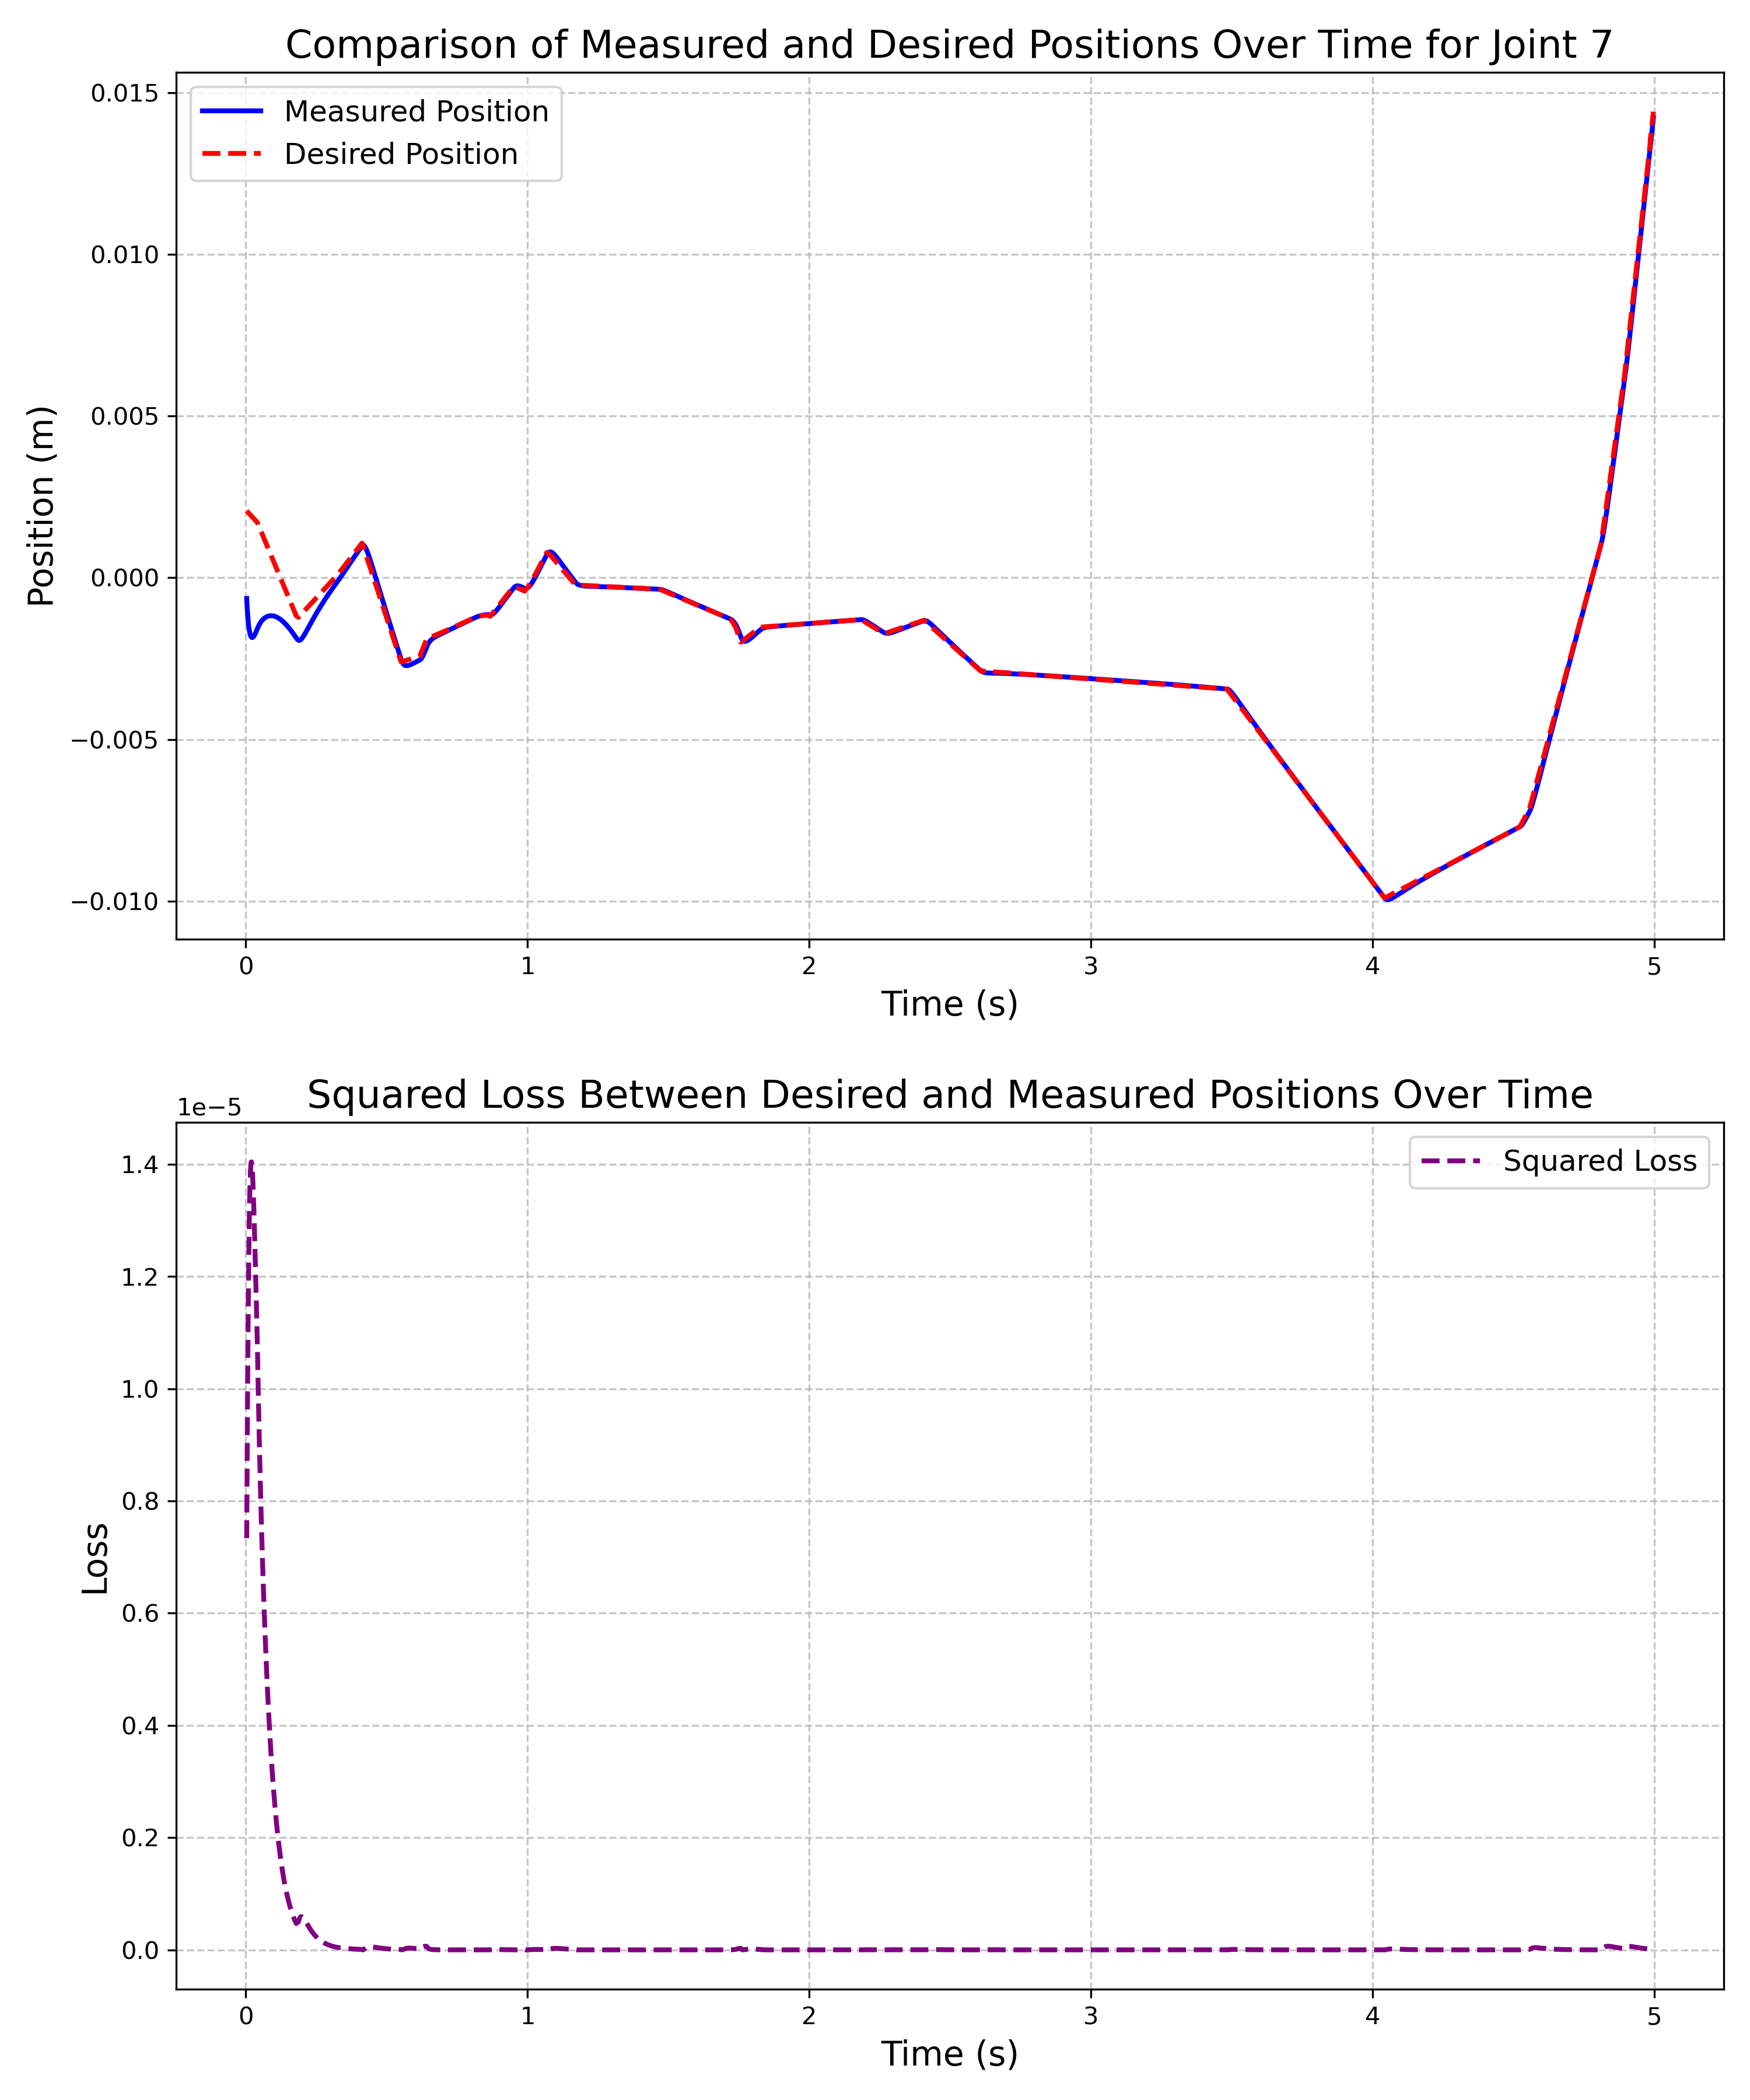 Comparison of Measured and Desired Positions Over Time for Joint 7
Measured Position
Desired Position
Position (m)
0.015
0.010
0.005
0.000
−0.005
−0.010
0
1
2
3
4
5
Time (s)
Squared Loss Between Desired and Measured Positions Over Time
1e−5
Squared Loss
Loss
1.4
1.2
1.0
0.8
0.6
0.4
0.2
0.0
0
1
2
3
4
5
Time (s)